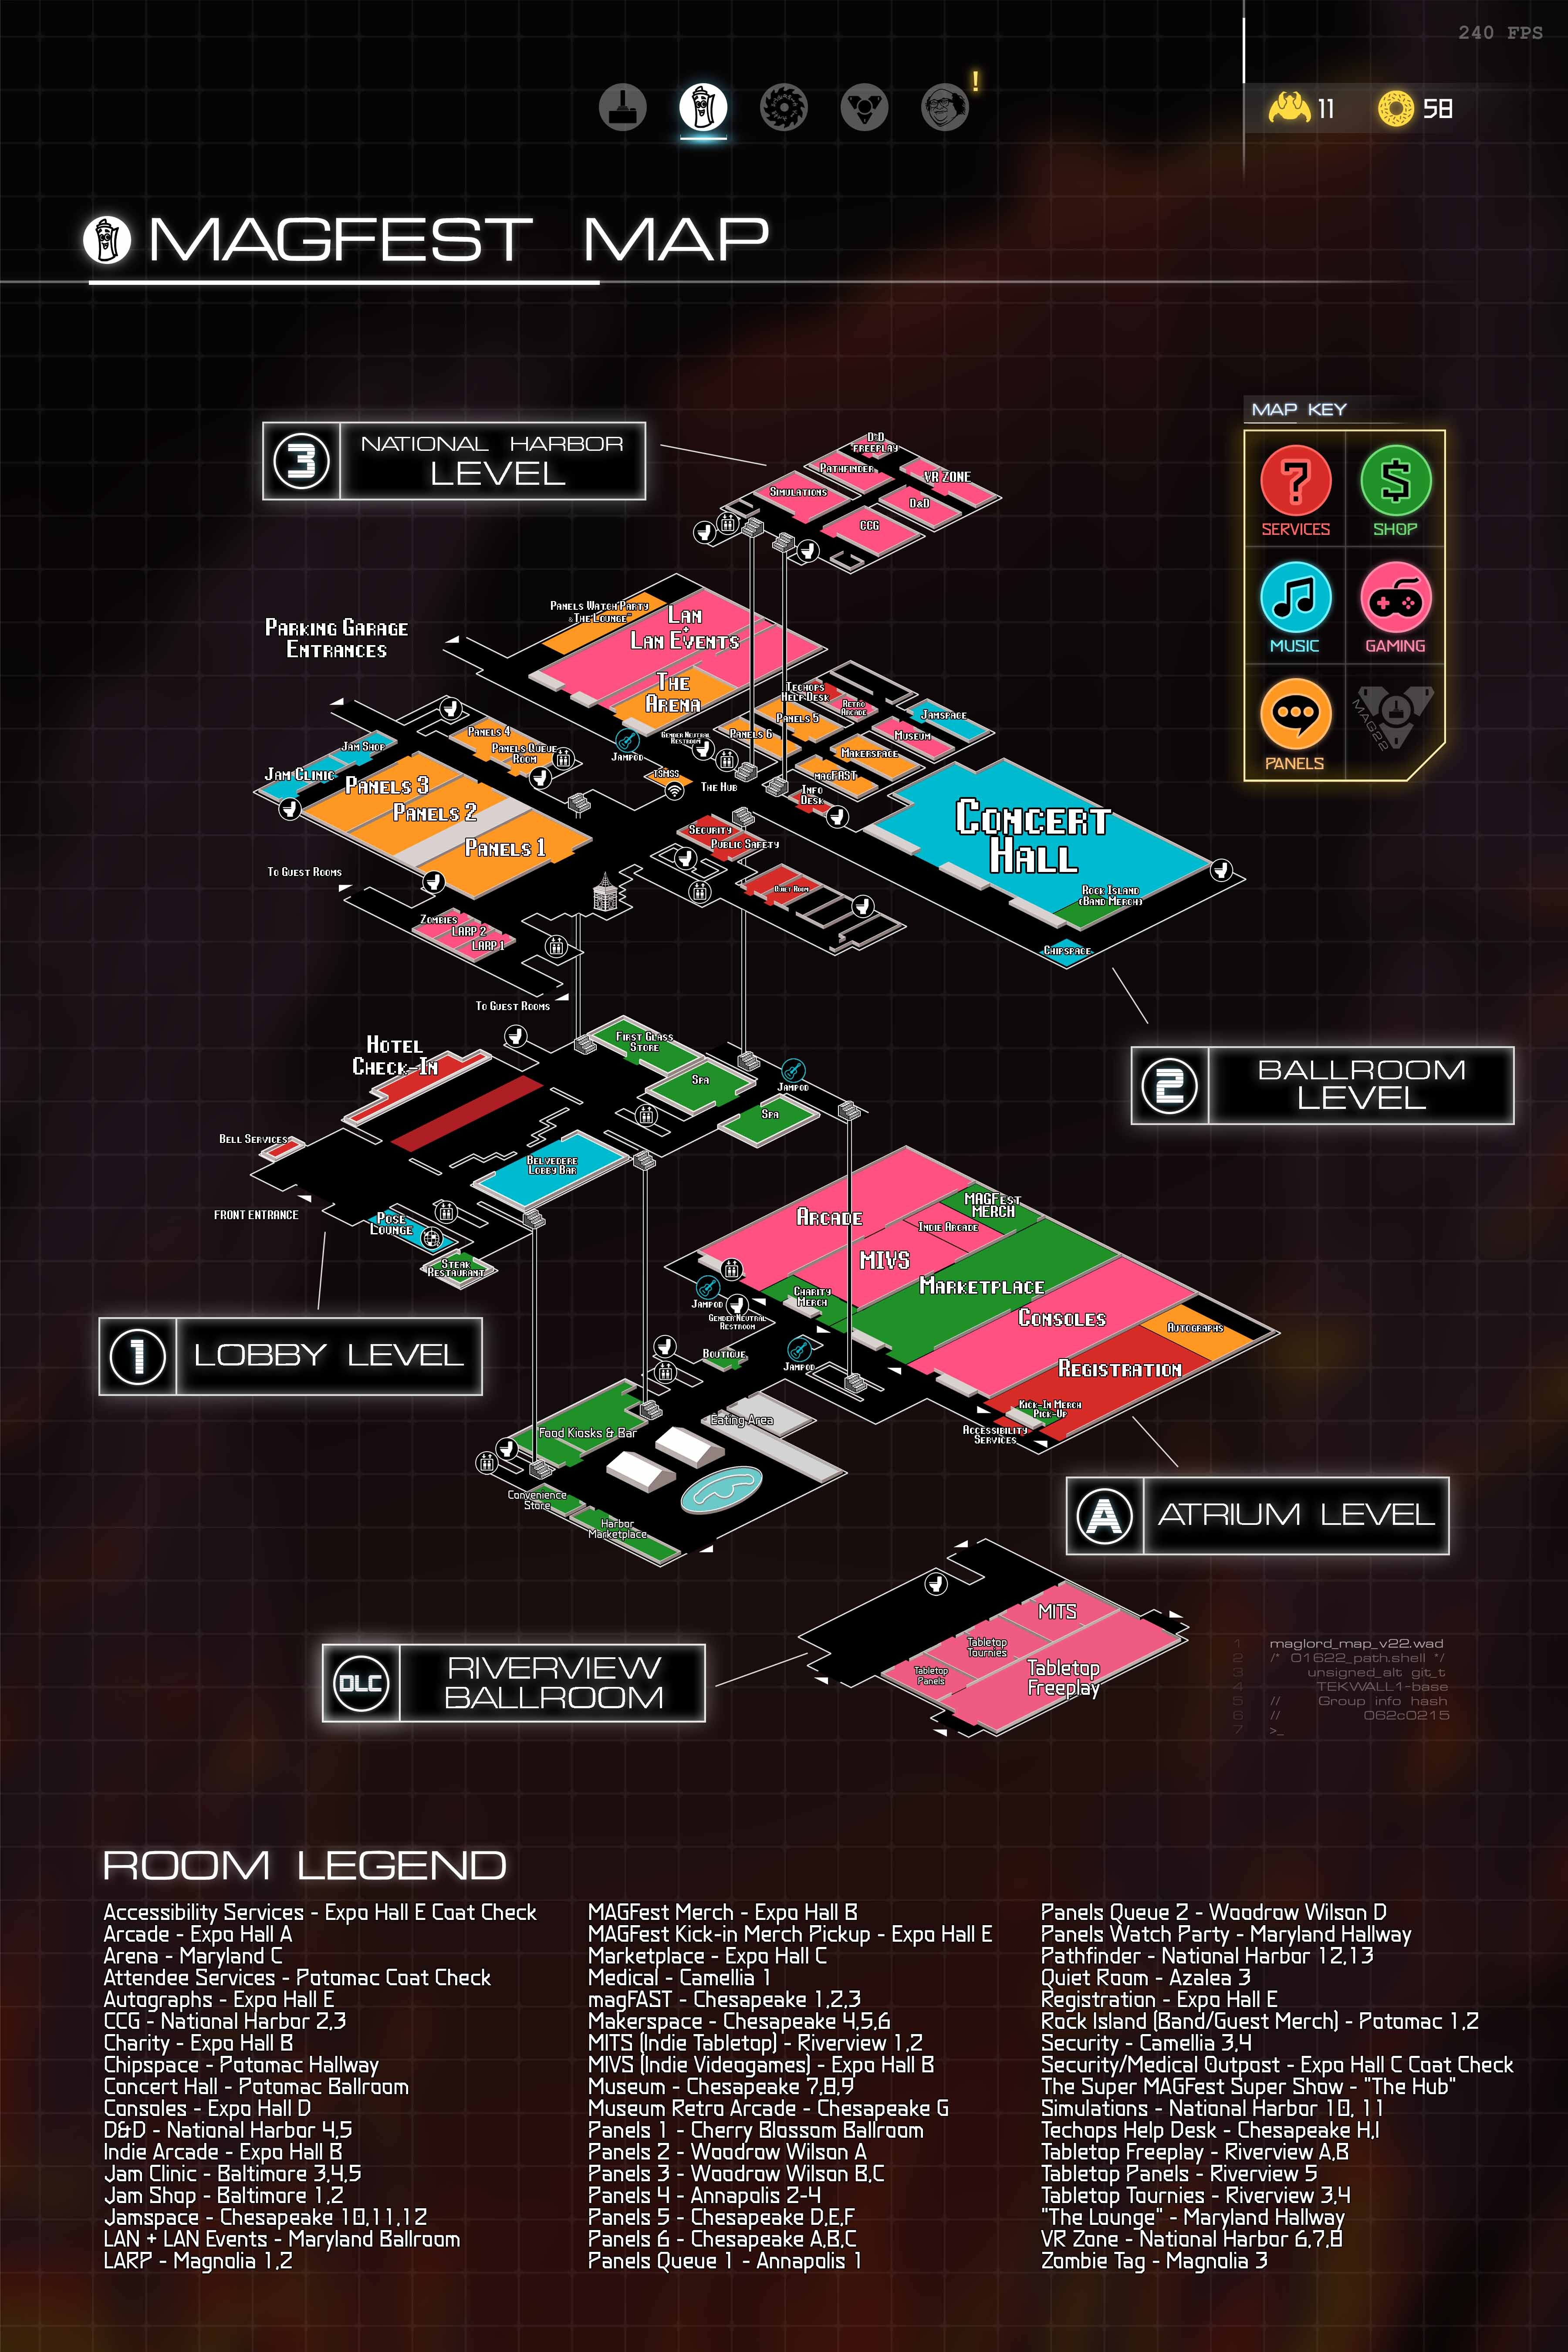 240 FPS
!
11
58
MAGFEST MAP
MAP KEY
SERVICES
SHOP
MUSIC
GAMING
PANELS
MAG22
3
NATIONAL HARBOR
LEVEL
D&D
FREEPLAY
PATHFINDER
VR ZONE
SIMULATIONS
D&D
CCG
PANELS WATCH PARTY
& "THE LOUNGE"
LAN
+
LAN EVENTS
PARKING GARAGE
ENTRANCES
THE
ARENA
TECHOPS
HELP DESK
RETRO
ARCADE
JAMSPACE
PANELS 5
MUSEUM
PANELS 4
PANELS 6
GENDER NEUTRAL
RESTROOM
JAM SHOP
PANELS QUEUE
ROOM
JAMPOD
MAKERSPACE
JAM CLINIC
PANELS 3
TSMSS
MAGFAST
THE HUB
INFO
DESK
PANELS 2
CONCERT
HALL
SECURITY
PUBLIC SAFETY
PANELS 1
TO GUEST ROOMS
QUIET ROOM
ROCK ISLAND
(BAND MERCH)
ZOMBIES
LARP 2
LARP 1
CHIPSPACE
TO GUEST ROOMS
2
BALLROOM
LEVEL
HOTEL
CHECK-IN
FIRST GLASS
STORE
SPA
JAMPOD
SPA
BELL SERVICES
BELVEDERE
LOBBY BAR
FRONT ENTRANCE
POSE
LOUNGE
STEAK
RESTAURANT
1
LOBBY LEVEL
ARCADE
MAGFEST
MERCH
INDIE ARCADE
MIVS
MARKETPLACE
CHARITY
MERCH
JAMPOD
GENDER NEUTRAL
RESTROOM
CONSOLES
AUTOGRAPHS
BOUTIQUE
JAMPOD
REGISTRATION
KICK-IN MERCH
PICK-UP
ACCESSIBILITY
SERVICES
Eating Area
Food Kiosks & Bar
Convenience
Store
Harbor
Marketplace
A
ATRIUM LEVEL
MITS
Tabletop
Tournies
Tabletop
Panels
Tabletop
Freeplay
DLC
RIVERVIEW
BALLROOM
1 maglord_map_v22.wad
2 /* 01622_path.shell */
3 unsigned_alt git_t
4 TEKWALL1-base
5 // Group info hash
6 // 062c0215
7 >_
ROOM LEGEND
Accessibility Services - Expo Hall E Coat Check
Arcade - Expo Hall A
Arena - Maryland C
Attendee Services - Potomac Coat Check
Autographs - Expo Hall E
CCG - National Harbor 2,3
Charity - Expo Hall B
Chipspace - Potomac Hallway
Concert Hall - Potomac Ballroom
Consoles - Expo Hall D
D&D - National Harbor 4,5
Indie Arcade - Expo Hall B
Jam Clinic - Baltimore 3,4,5
Jam Shop - Baltimore 1,2
Jamspace - Chesapeake 10,11,12
LAN + LAN Events - Maryland Ballroom
LARP - Magnolia 1,2
MAGFest Merch - Expo Hall B
MAGFest Kick-in Merch Pickup - Expo Hall E
Marketplace - Expo Hall C
Medical - Camellia 1
magFAST - Chesapeake 1,2,3
Makerspace - Chesapeake 4,5,6
MITS (Indie Tabletop) - Riverview 1,2
MIVS (Indie Videogames) - Expo Hall B
Museum - Chesapeake 7,8,9
Museum Retro Arcade - Chesapeake G
Panels 1 - Cherry Blossom Ballroom
Panels 2 - Woodrow Wilson A
Panels 3 - Woodrow Wilson B,C
Panels 4 - Annapolis 2-4
Panels 5 - Chesapeake D,E,F
Panels 6 - Chesapeake A,B,C
Panels Queue 1 - Annapolis 1
Panels Queue 2 - Woodrow Wilson D
Panels Watch Party - Maryland Hallway
Pathfinder - National Harbor 12,13
Quiet Room - Azalea 3
Registration - Expo Hall E
Rock Island (Band/Guest Merch) - Potomac 1,2
Security - Camellia 3,4
Security/Medical Outpost - Expo Hall C Coat Check
The Super MAGFest Super Show - "The Hub"
Simulations - National Harbor 10, 11
Techops Help Desk - Chesapeake H,I
Tabletop Freeplay - Riverview A,B
Tabletop Panels - Riverview 5
Tabletop Tournies - Riverview 3,4
"The Lounge" - Maryland Hallway
VR Zone - National Harbor 6,7,8
Zombie Tag - Magnolia 3